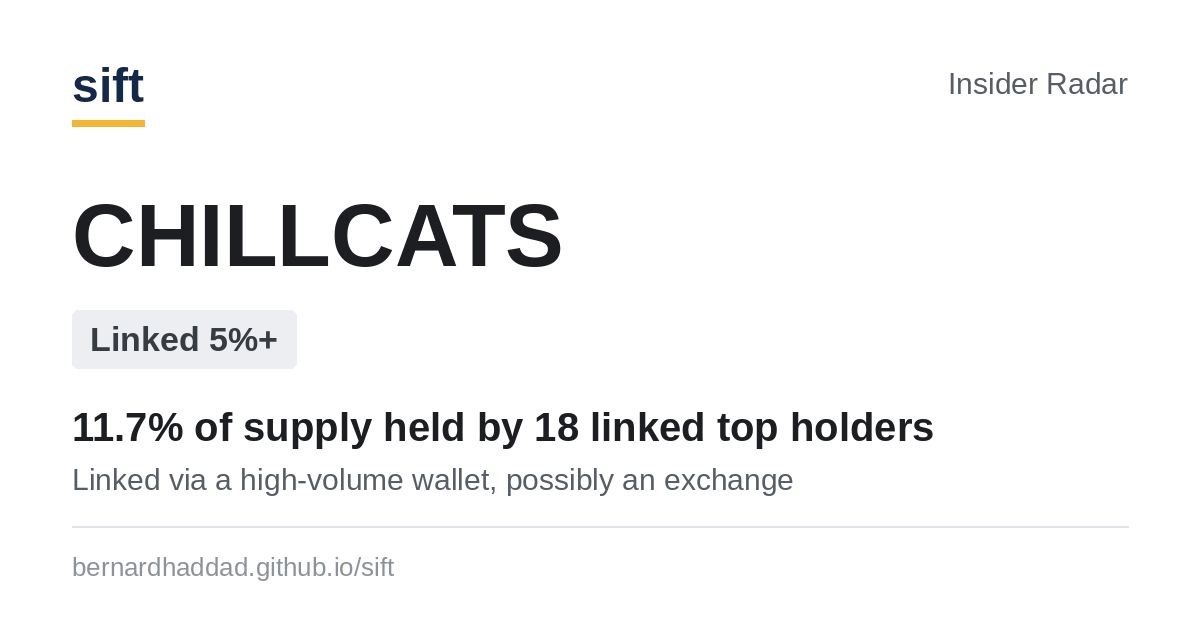 sift
Insider Radar
CHILLCATS
Linked 5%+
11.7% of supply held by 18 linked top holders
Linked via a high-volume wallet, possibly an exchange
bernardhaddad.github.io/sift